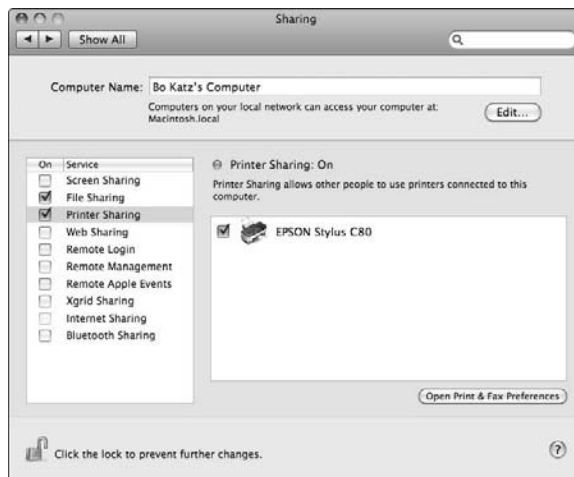 Sharing
Show All
Computer Name: Bo Katz's Computer
Computers on your local network can access your computer at:
Macintosh.local
Edit...
On Service
Screen Sharing
File Sharing
Printer Sharing
Web Sharing
Remote Login
Remote Management
Remote Apple Events
Xgrid Sharing
Internet Sharing
Bluetooth Sharing
Printer Sharing: On
Printer Sharing allows other people to use printers connected to this
computer.
EPSON Stylus C80
Open Print & Fax Preferences
Click the lock to prevent further changes.
?